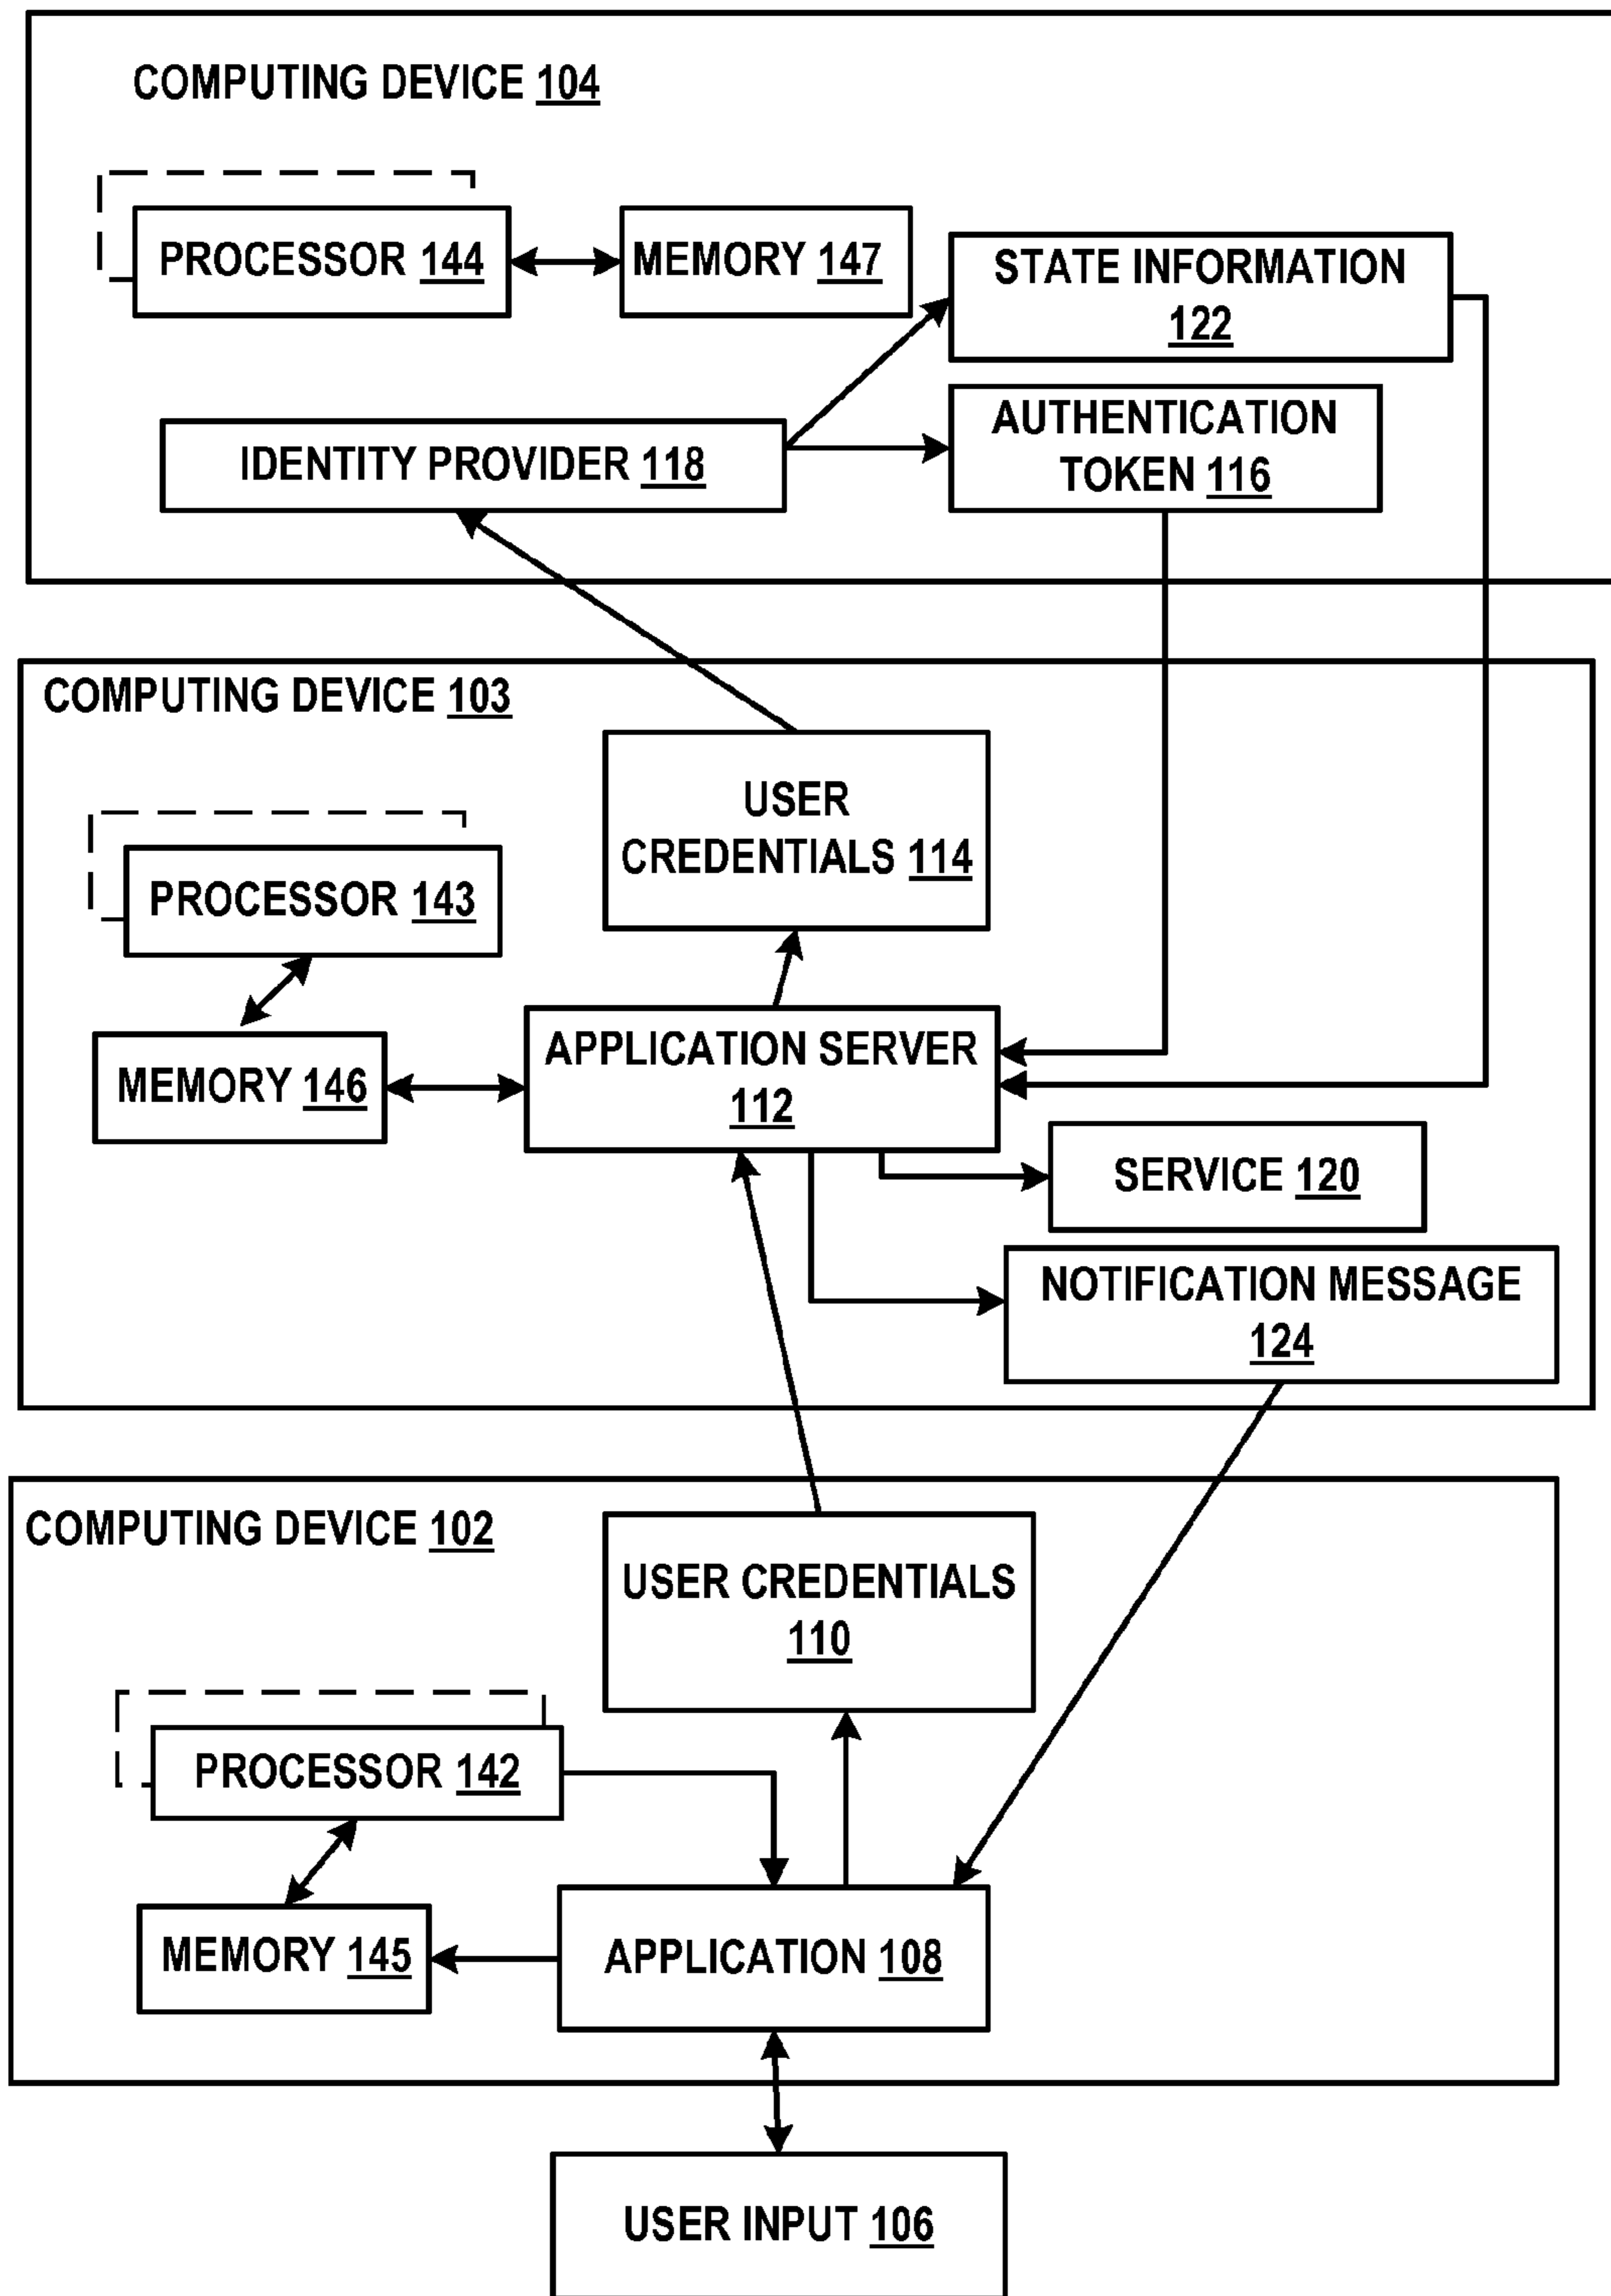 COMPUTING DEVICE 104
PROCESSOR 144
MEMORY 147
STATE INFORMATION
122
IDENTITY PROVIDER 118
AUTHENTICATION
TOKEN 116
COMPUTING DEVICE 103
USER
CREDENTIALS 114
PROCESSOR 143
MEMORY 146
APPLICATION SERVER
112
SERVICE 120
NOTIFICATION MESSAGE
124
COMPUTING DEVICE 102
USER CREDENTIALS
110
PROCESSOR 142
MEMORY 145
APPLICATION 108
USER INPUT 106